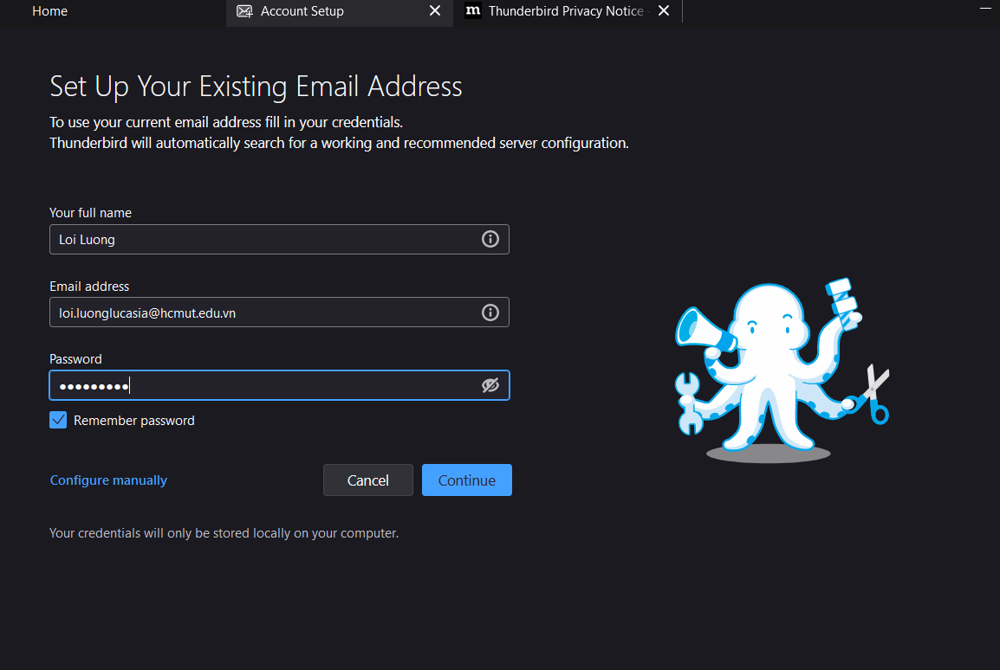 Home
Account Setup
m Thunderbird Privacy Notice
Set Up Your Existing Email Address
To use your current email address fill in your credentials.
Thunderbird will automatically search for a working and recommended server configuration.
Your full name
Loi Luong
Email address
loi.luonglucasia@hcmut.edu.vn
Password
•••••••••
Remember password
Configure manually
Cancel
Continue
Your credentials will only be stored locally on your computer.